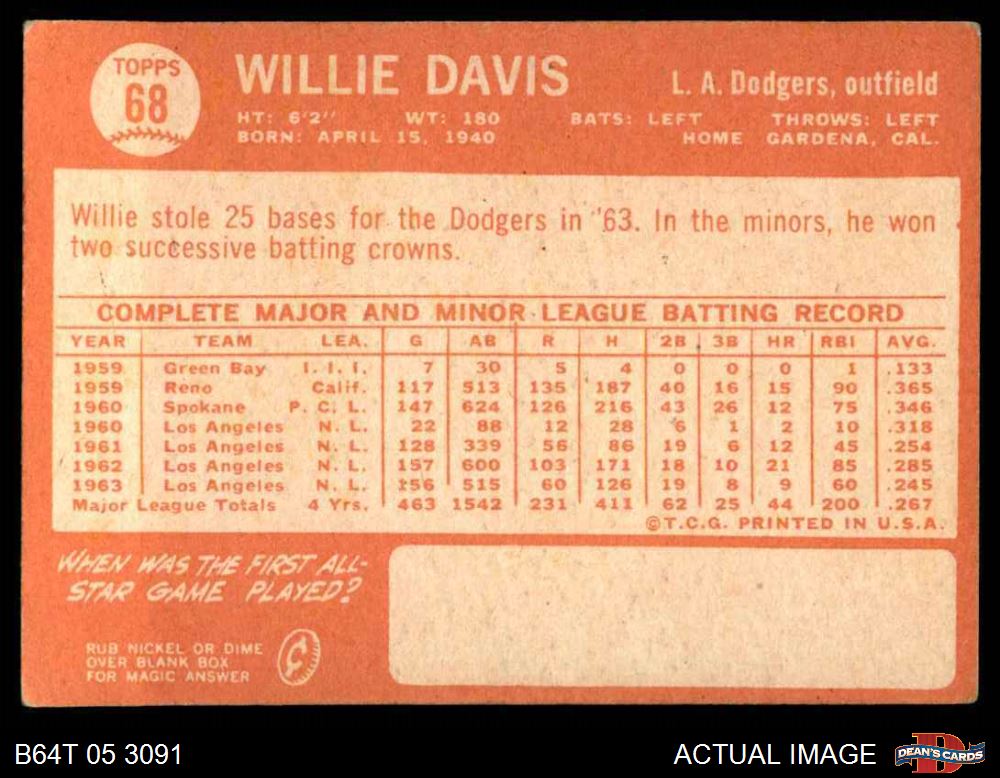 TOPPS
68
WILLIE DAVIS
L. A. Dodgers, outfield
HT: 6'2" WT: 180 BATS: LEFT THROWS: LEFT
BORN: APRIL 15, 1940 HOME GARDENA, CAL.
Willie stole 25 bases for the Dodgers in '63. In the minors, he won
two successive batting crowns.
COMPLETE MAJOR AND MINOR LEAGUE BATTING RECORD
YEAR TEAM LEA. G AB R H 2B 3B HR RBI AVG.
1959 Green Bay I. I. I. 7 30 5 4 0 0 0 1 .133
1959 Reno Calif. 117 513 135 187 40 16 15 90 .365
1960 Spokane P. C. L. 147 624 126 216 43 26 12 75 .346
1960 Los Angeles N. L. 22 88 12 28 6 1 2 10 .318
1961 Los Angeles N. L. 128 339 56 86 19 6 12 45 .254
1962 Los Angeles N. L. 157 600 103 171 18 10 21 85 .285
1963 Los Angeles N. L. 156 515 60 126 19 8 9 60 .245
Major League Totals 4 Yrs. 463 1542 231 411 62 25 44 200 .267
©T.C.G. PRINTED IN U.S.A.
WHEN WAS THE FIRST ALL-
STAR GAME PLAYED?
RUB NICKEL OR DIME
OVER BLANK BOX
FOR MAGIC ANSWER
B64T 05 3091
ACTUAL IMAGE
DEAN'S CARDS